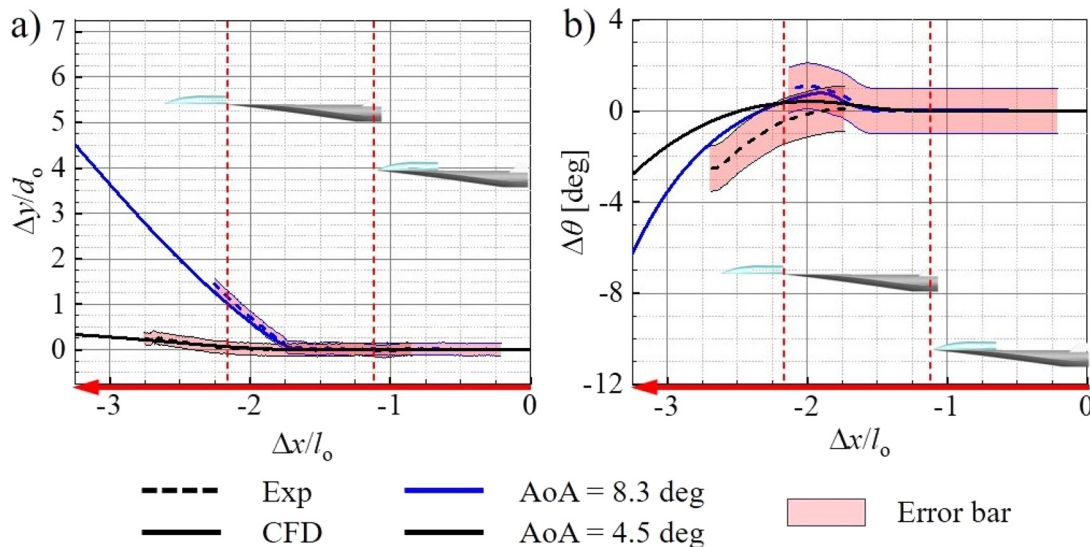 a)
7
6
5
4
3
2
1
0
Δy/dₒ
-3
-2
-1
0
Δx/lₒ
b)
4
0
-4
-8
-12
Δθ [deg]
-3
-2
-1
0
Δx/lₒ
Exp
AoA = 8.3 deg
Error bar
CFD
AoA = 4.5 deg